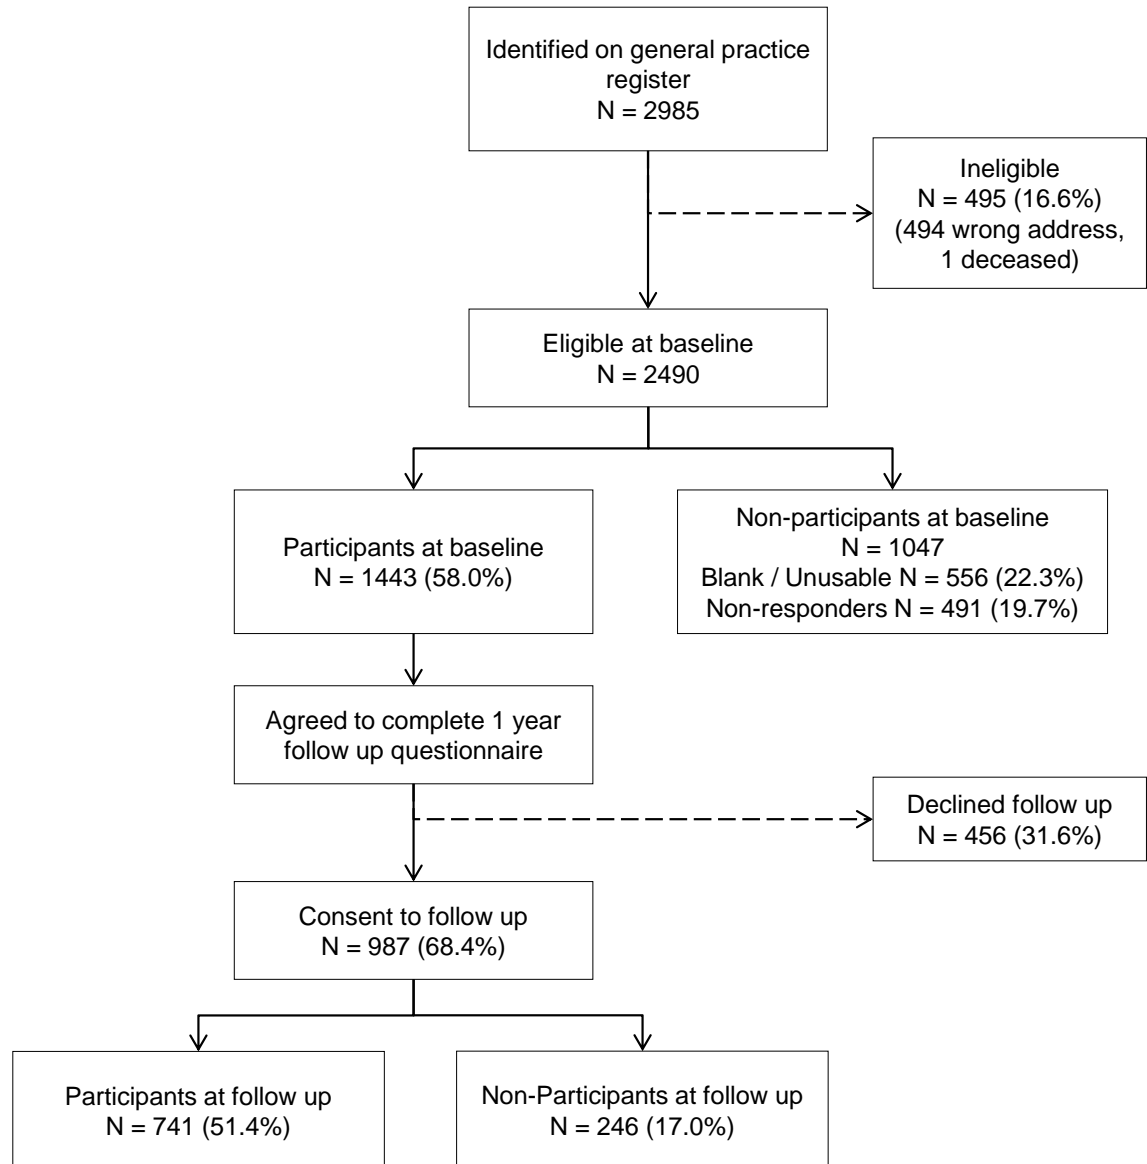 Identified on general practice
register
N = 2985
Ineligible
N = 495 (16.6%)
(494 wrong address,
1 deceased)
Eligible at baseline
N = 2490
Participants at baseline
N = 1443 (58.0%)
Non-participants at baseline
N = 1047
Blank / Unusable N = 556 (22.3%)
Non-responders N = 491 (19.7%)
Agreed to complete 1 year
follow up questionnaire
Declined follow up
N = 456 (31.6%)
Consent to follow up
N = 987 (68.4%)
Participants at follow up
N = 741 (51.4%)
Non-Participants at follow up
N = 246 (17.0%)